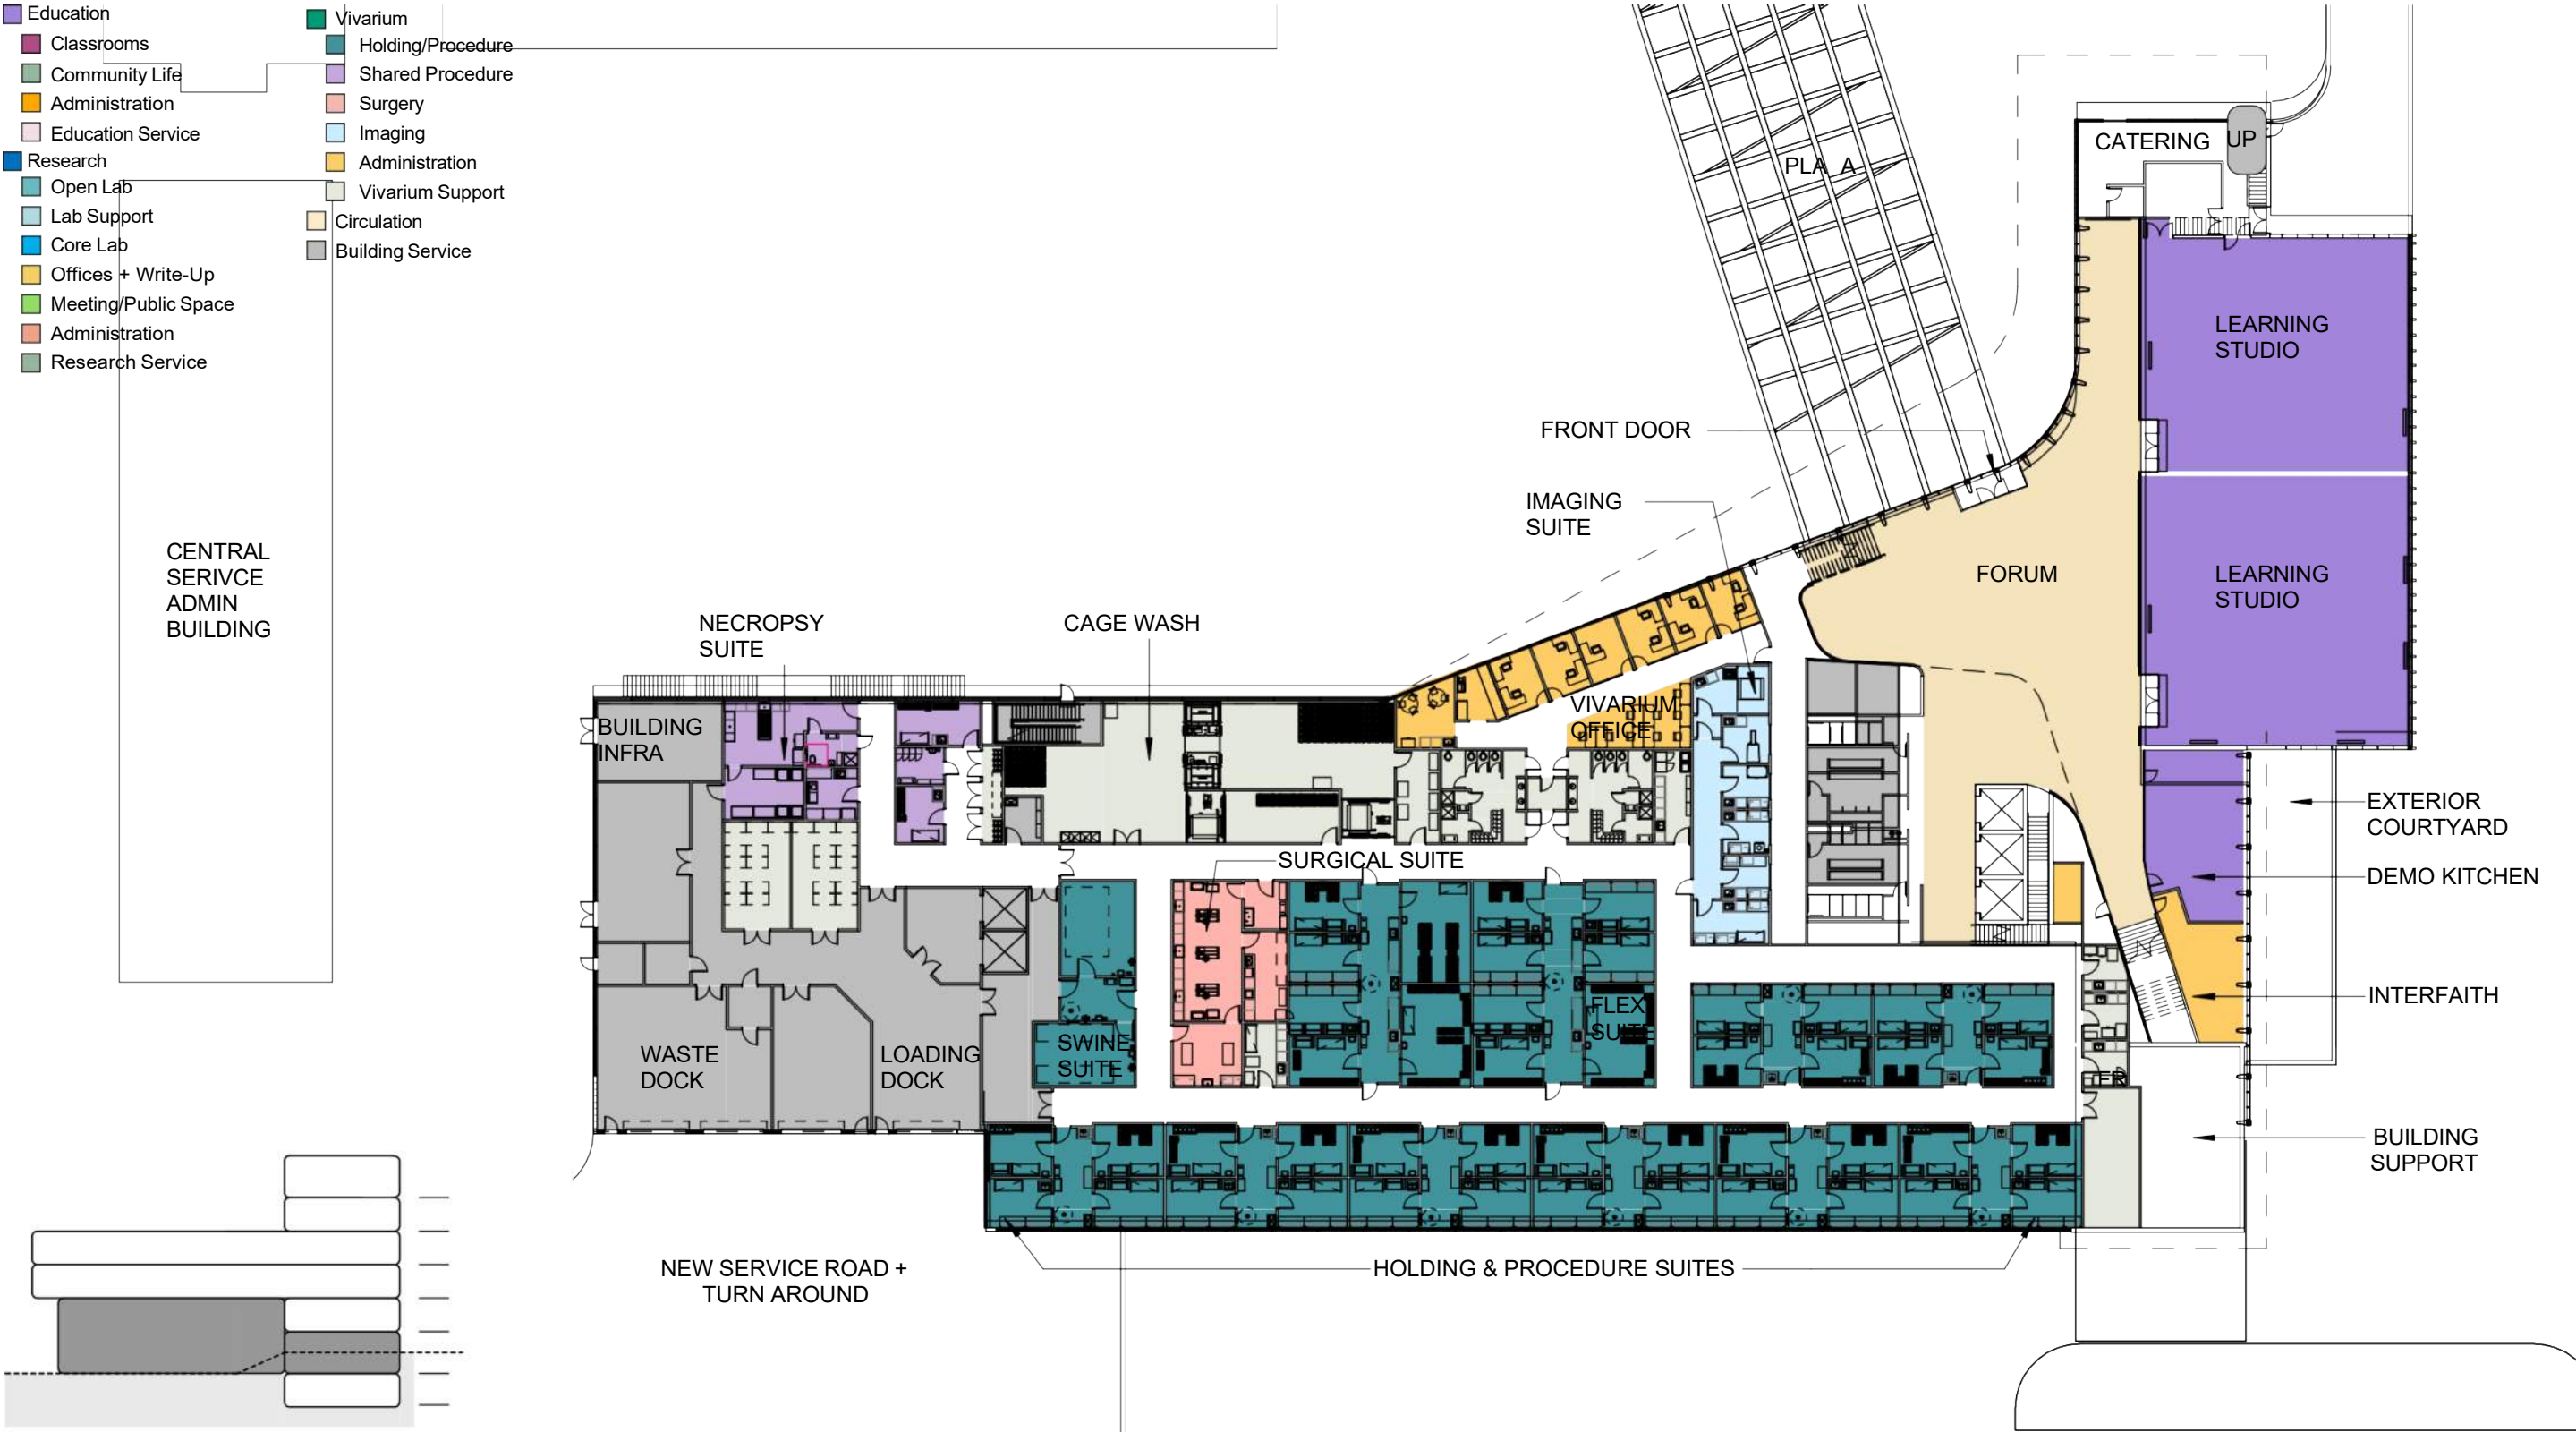 Education
Classrooms
Community Life
Administration
Education Service
Research
Open Lab
Lab Support
Core Lab
Offices + Write-Up
Meeting/Public Space
Administration
Research Service
Vivarium
Holding/Procedure
Shared Procedure
Surgery
Imaging
Administration
Vivarium Support
Circulation
Building Service
CATERING
UP
PLA A
LEARNING
STUDIO
FRONT DOOR
IMAGING
SUITE
FORUM
LEARNING
STUDIO
CENTRAL
SERIVCE
ADMIN
BUILDING
NECROPSY
SUITE
CAGE WASH
VIVARIUM
OFFICE
BUILDING
INFRA
EXTERIOR
COURTYARD
SURGICAL SUITE
DEMO KITCHEN
INTERFAITH
FLEX
SUITE
SWINE
SUITE
WASTE
DOCK
LOADING
DOCK
ER
BUILDING
SUPPORT
NEW SERVICE ROAD +
TURN AROUND
HOLDING & PROCEDURE SUITES